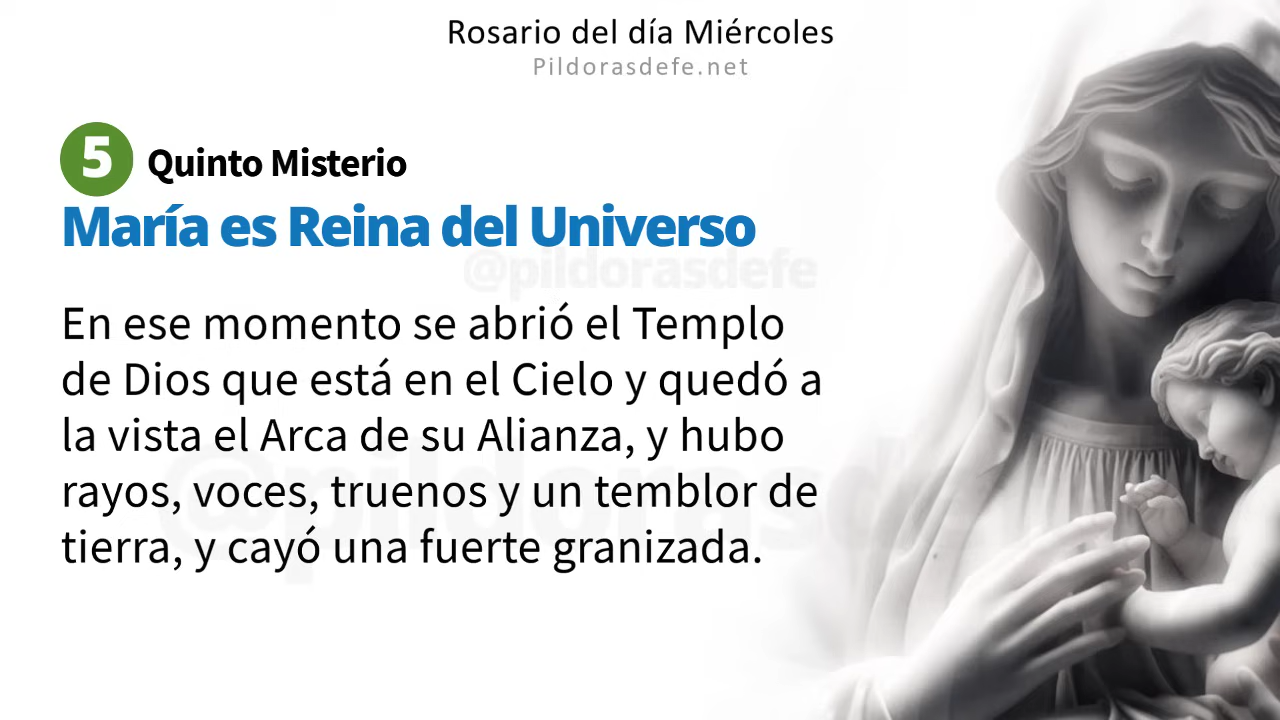 Rosario del día Miércoles
Pildorasdefe.net
5 Quinto Misterio
María es Reina del Universo
@pildorasdefe
En ese momento se abrió el Templo
de Dios que está en el Cielo y quedó a
la vista el Arca de su Alianza, y hubo
rayos, voces, truenos y un temblor de
tierra, y cayó una fuerte granizada.